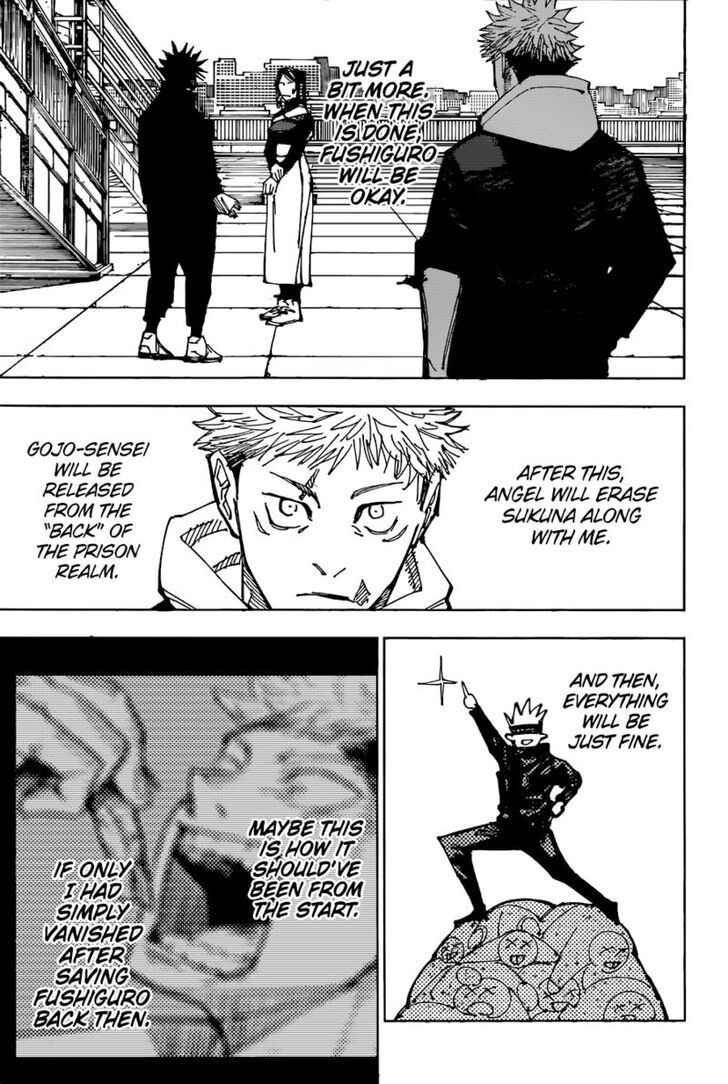 JUST A
BIT MORE.
WHEN THIS
IS DONE,
FUSHIGURO
WILL BE
OKAY.
AFTER THIS,
ANGEL WILL ERASE
SUKUNA ALONG
WITH ME.
GOJO-SENSEI
WILL BE
RELEASED
FROM THE
"BACK" OF
THE PRISON
REALM.
AND THEN,
EVERYTHING
WILL BE
JUST FINE.
MAYBE THIS
IS HOW IT
SHOULD'VE
BEEN FROM
THE START.
IF ONLY
I HAD
SIMPLY
VANISHED
AFTER
SAVING
FUSHIGURO
BACK THEN.